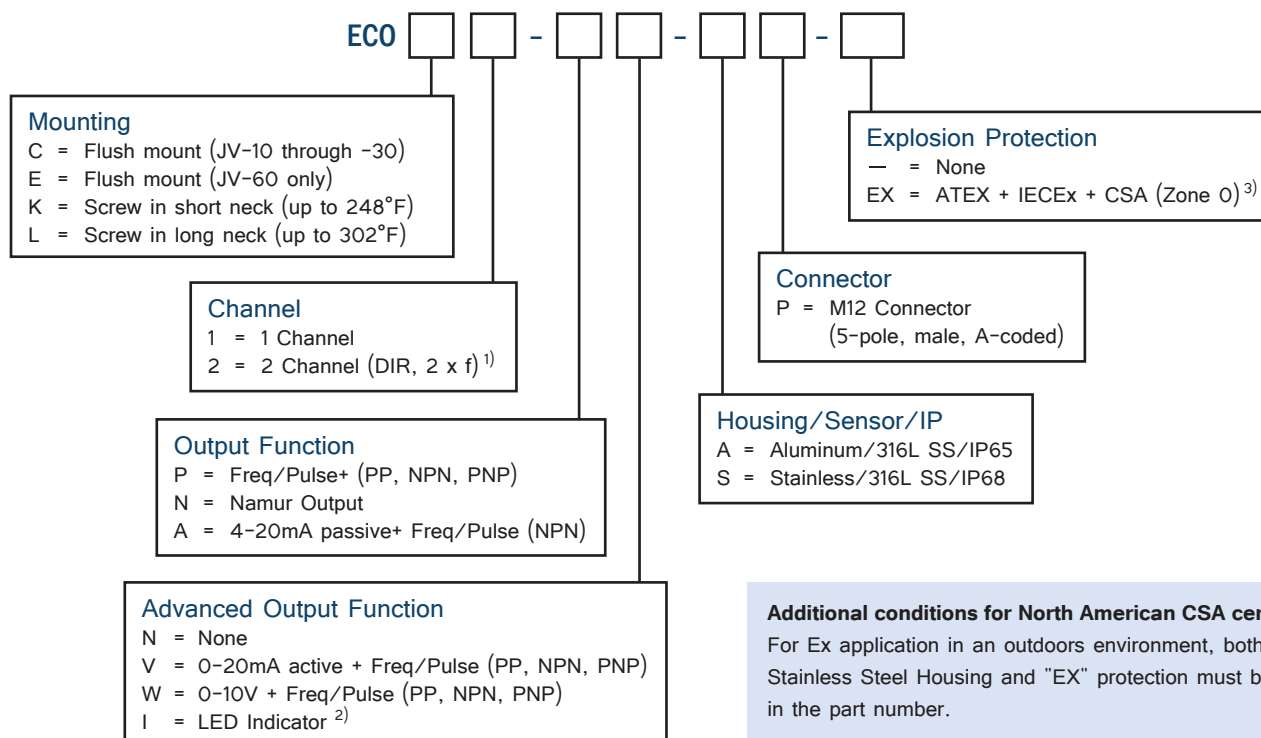 ECO - - -
Mounting
C = Flush mount (JV-10 through -30)
E = Flush mount (JV-60 only)
K = Screw in short neck (up to 248°F)
L = Screw in long neck (up to 302°F)
Explosion Protection
— = None
EX = ATEX + IECEx + CSA (Zone 0) 3)
Channel
1 = 1 Channel
2 = 2 Channel (DIR, 2 x f) 1)
Connector
P = M12 Connector
(5-pole, male, A-coded)
Output Function
P = Freq/Pulse+ (PP, NPN, PNP)
N = Namur Output
A = 4-20mA passive+ Freq/Pulse (NPN)
Housing/Sensor/IP
A = Aluminum/316L SS/IP65
S = Stainless/316L SS/IP68
Advanced Output Function
N = None
V = 0-20mA active + Freq/Pulse (PP, NPN, PNP)
W = 0-10V + Freq/Pulse (PP, NPN, PNP)
I = LED Indicator 2)
Additional conditions for North American CSA
For Ex application in an outdoors environment, both
Stainless Steel Housing and "EX" protection must
in the part number.